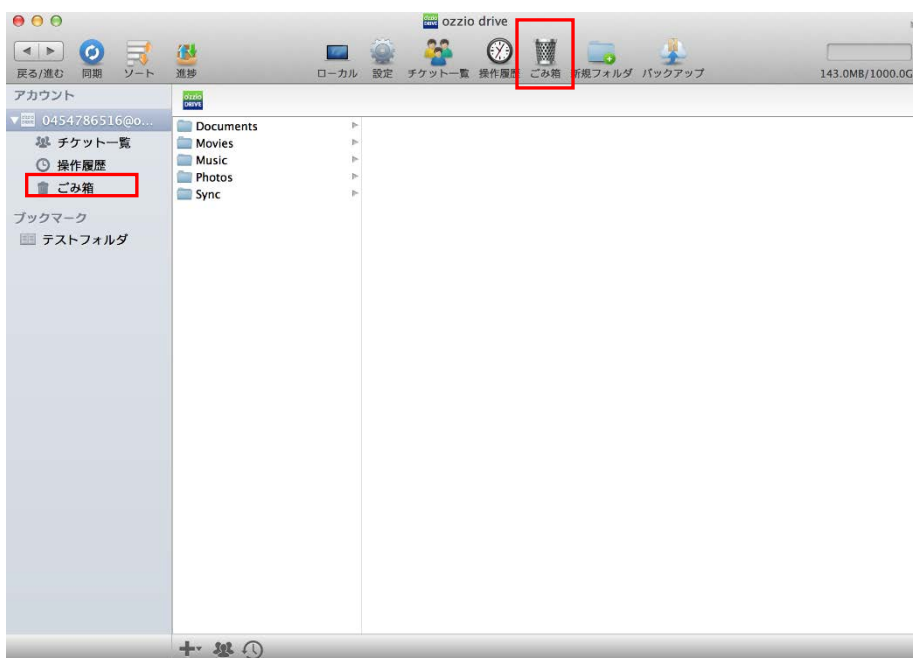 ozzio drive
戻る/進む 同期 ソート 進捗 ローカル 設定 チケット一覧 操作履歴 ごみ箱 新規フォルダ バックアップ 143.0MB/1000.0G
アカウント
0454786516@o...
チケット一覧
操作履歴
ごみ箱
ブックマーク
テストフォルダ
ozzio DRIVE
Documents
Movies
Music
Photos
Sync